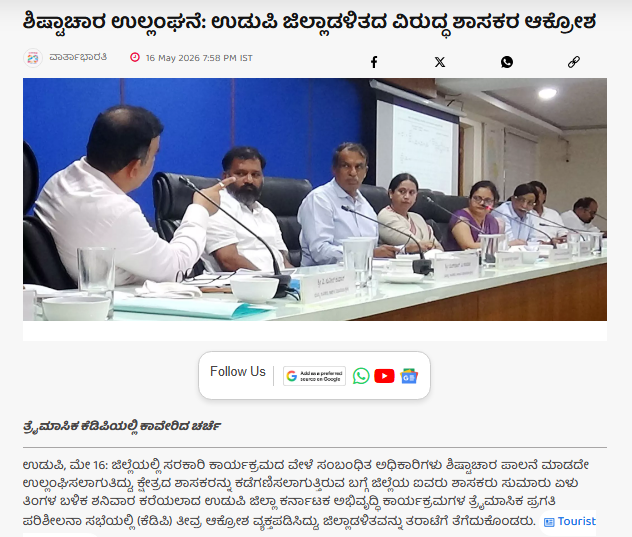 ಶಿಷ್ಟಾಚಾರ ಉಲ್ಲಂಘನೆ: ಉಡುಪಿ ಜಿಲ್ಲಾಡಳಿತದ ವಿರುದ್ಧ ಶಾಸಕರ ಆಕ್ರೋಶ
ವಾರ್ತಾಭಾರತಿ 16 May 2026 7:58 PM IST
Follow Us
Add as a preferred
source on Google
ತ್ರೈಮಾಸಿಕ ಕೆಡಿಪಿಯಲ್ಲಿ ಕಾವೇರಿದ ಚರ್ಚೆ
ಉಡುಪಿ, ಮೇ 16: ಜಿಲ್ಲೆಯಲ್ಲಿ ಸರಕಾರಿ ಕಾರ್ಯಕ್ರಮದ ವೇಳೆ ಸಂಬಂಧಿತ ಅಧಿಕಾರಿಗಳು ಶಿಷ್ಟಾಚಾರ ಪಾಲನೆ ಮಾಡದೇ
ಉಲ್ಲಂಘಿಸಲಾಗುತಿದ್ದು, ಕ್ಷೇತ್ರದ ಶಾಸಕರನ್ನು ಕಡೆಗಣಿಸಲಾಗುತ್ತಿರುವ ಬಗ್ಗೆ ಜಿಲ್ಲೆಯ ಐವರು ಶಾಸಕರು ಸುಮಾರು ಏಳು
ತಿಂಗಳ ಬಳಿಕ ಶನಿವಾರ ಕರೆಯಲಾದ ಉಡುಪಿ ಜಿಲ್ಲಾ ಕರ್ನಾಟಕ ಅಭಿವೃದ್ಧಿ ಕಾರ್ಯಕ್ರಮಗಳ ತ್ರೈಮಾಸಿಕ ಪ್ರಗತಿ
ಪರಿಶೀಲನಾ ಸಭೆಯಲ್ಲಿ (ಕೆಡಿಪಿ) ತೀವ್ರ ಆಕ್ರೋಶ ವ್ಯಕ್ತಪಡಿಸಿದ್ದು, ಜಿಲ್ಲಾಡಳಿತವನ್ನು ತರಾಟೆಗೆ ತೆಗೆದುಕೊಂಡರು. Tourist